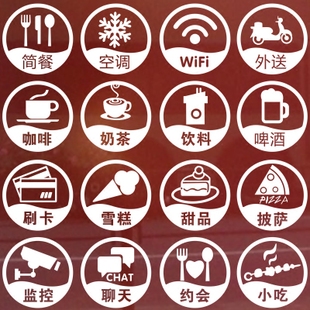 简餐 空调 WiFi 外送
咖啡 奶茶 饮料 啤酒
PIZZA
刷卡 雪糕 甜品 披萨
CHAT
监控 聊天 约会 小吃